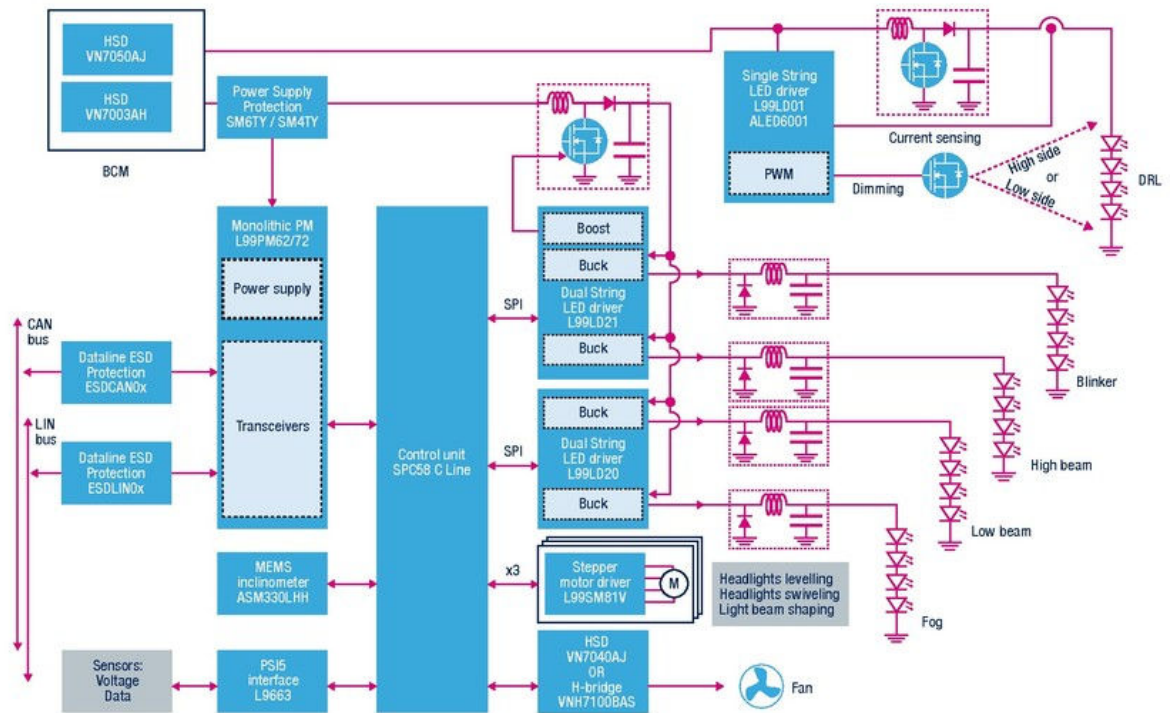 HSD
VN7050AJ
HSD
VN7003AH
BCM
Power Supply
Protection
SM6TY / SM4TY
Single String
LED driver
L99LD01
ALED6001
PWM
Current sensing
Dimming
High side
or
Low side
DRL
Monolithic PM
L99PM62/72
Power supply
Transceivers
CAN
bus
Dataline ESD
Protection
ESDCAN0x
LIN
bus
Dataline ESD
Protection
ESDLIN0x
Control unit
SPC58 C Line
SPI
Boost
Buck
Dual String
LED driver
L99LD21
Buck
SPI
Buck
Dual String
LED driver
L99LD20
Buck
Blinker
High beam
Low beam
Fog
MEMS
inclinometer
ASM330LHH
x3
Stepper
motor driver
L99SM81V
M
Headlights levelling
Headlights swiveling
Light beam shaping
Sensors:
Voltage
Data
PSI5
interface
L9663
HSD
VN7040AJ
OR
H-bridge
VNH7100BAS
Fan